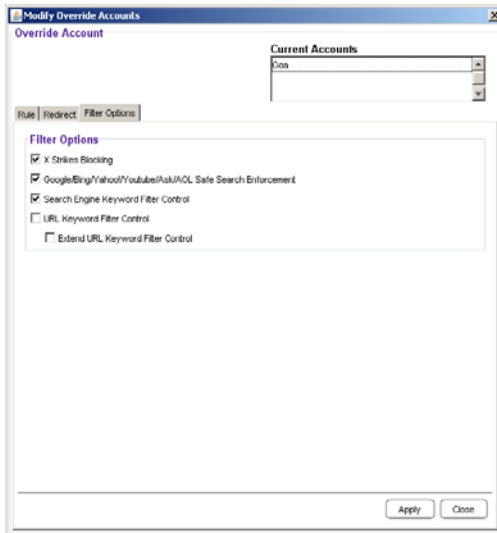 Modify Override Accounts
Override Account
Current Accounts
Goa
Rule Redirect Filter Options
Filter Options
X Strikes Blocking
Google/Bing/Yahoo!/Youtube/Ask/AOL Safe Search Enforcement
Search Engine Keyword Filter Control
URL Keyword Filter Control
Extend URL Keyword Filter Control
Apply Close